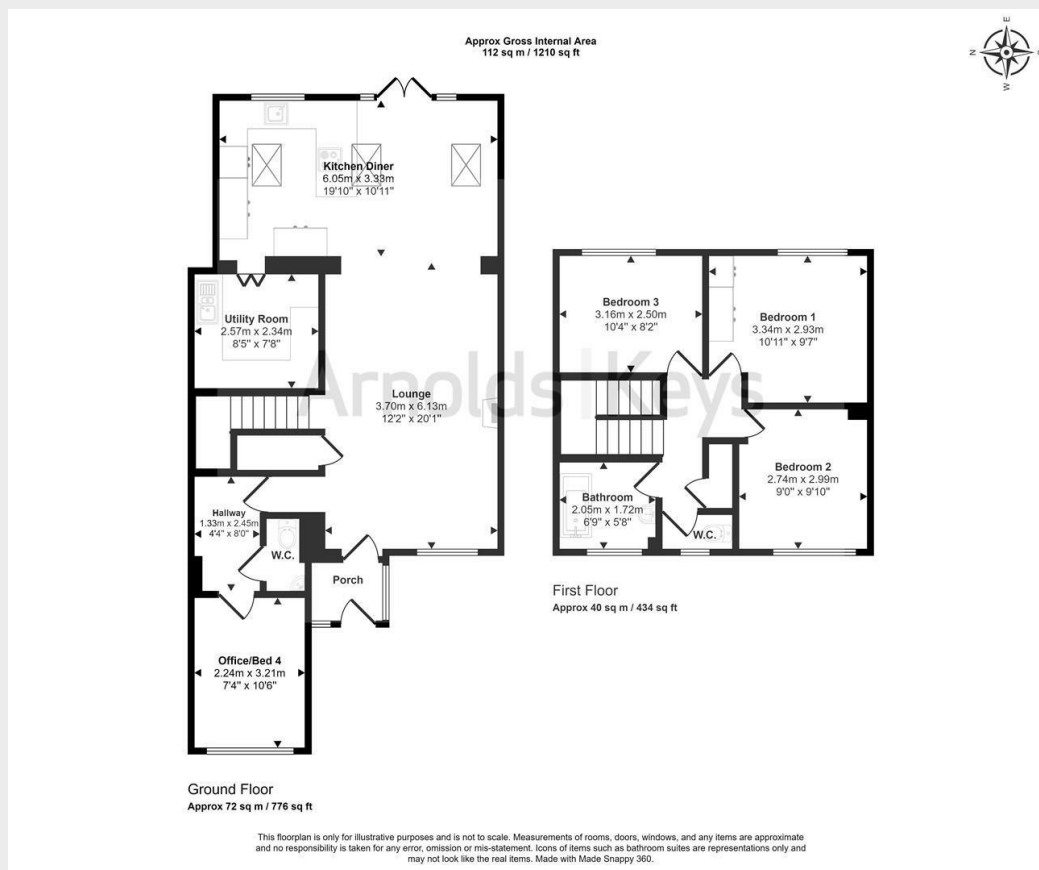 Approx Gross Internal Area
112 sq m / 1210 sq ft
E
N
W
Kitchen Diner
6.05m x 3.33m
19'10" x 10'11"
Utility Room
2.57m x 2.34m
8'5" x 7'8"
Lounge
3.70m x 6.13m
12'2" x 20'1"
Hallway
1.33m x 2.45m
4'4" x 8'0"
W.C.
Porch
Office/Bed 4
2.24m x 3.21m
7'4" x 10'6"
Ground Floor
Approx 72 sq m / 776 sq ft
Bedroom 3
3.16m x 2.50m
10'4" x 8'2"
Bedroom 1
3.34m x 2.93m
10'11" x 9'7"
Bedroom 2
2.74m x 2.99m
9'0" x 9'10"
Bathroom
2.05m x 1.72m
6'9" x 5'8"
W.C.
First Floor
Approx 40 sq m / 434 sq ft
Arnolds|Keys
This floorplan is only for illustrative purposes and is not to scale. Measurements of rooms, doors, windows, and any items are approximate
and no responsibility is taken for any error, omission or mis-statement. Icons of items such as bathroom suites are representations only and
may not look like the real items. Made with Made Snappy 360.